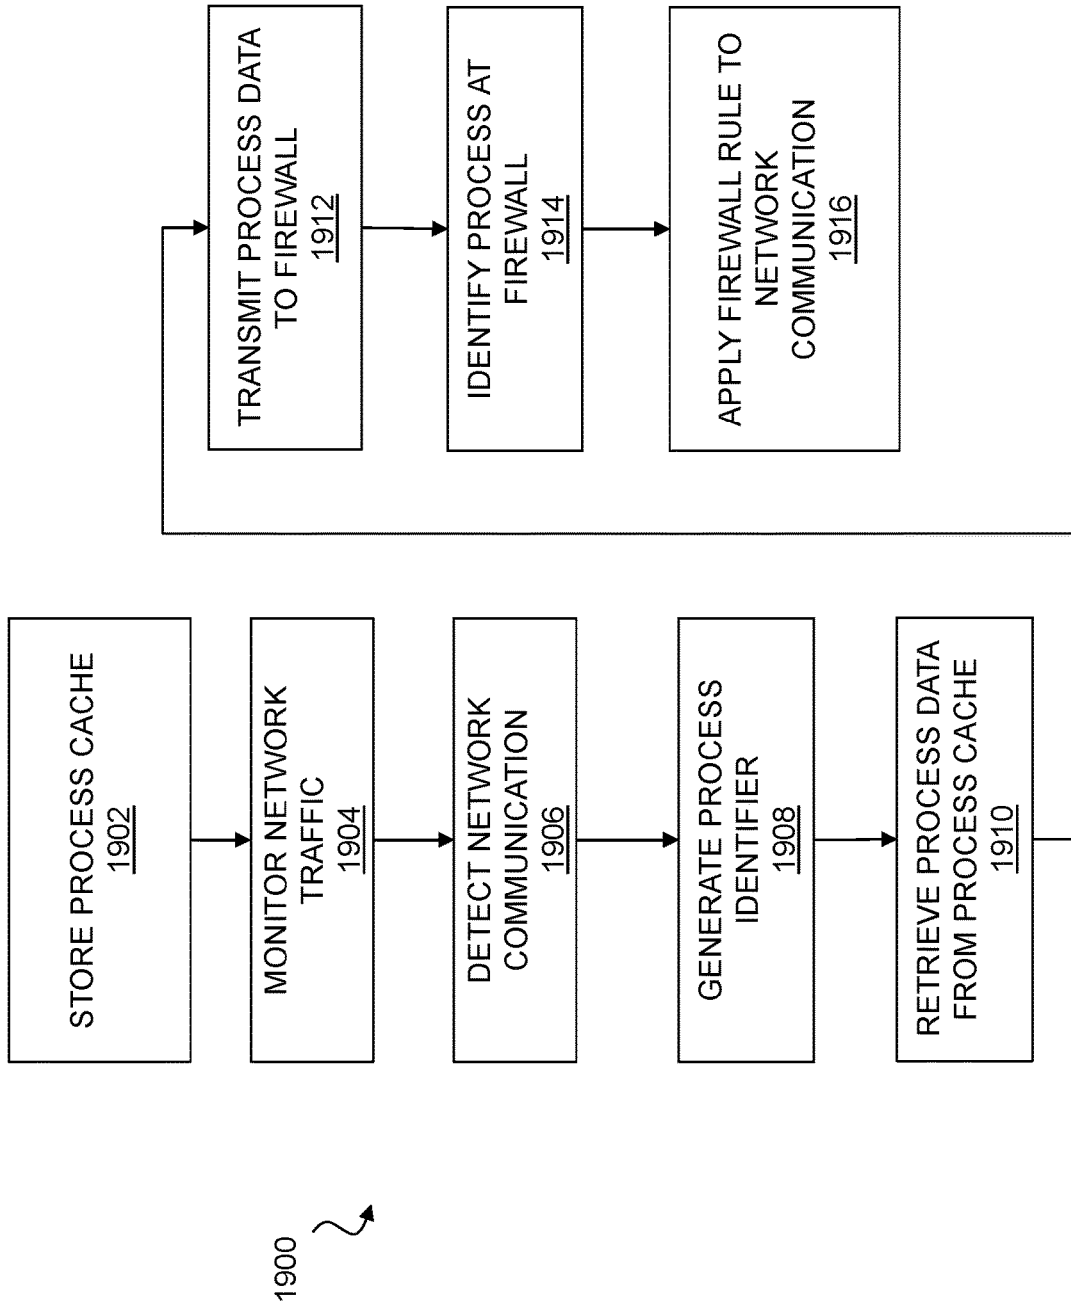 1900
STORE PROCESS CACHE
1902
MONITOR NETWORK
TRAFFIC
1904
DETECT NETWORK
COMMUNICATION
1906
GENERATE PROCESS
IDENTIFIER
1908
RETRIEVE PROCESS DATA
FROM PROCESS CACHE
1910
TRANSMIT PROCESS DATA
TO FIREWALL
1912
IDENTIFY PROCESS AT
FIREWALL
1914
APPLY FIREWALL RULE TO
NETWORK
COMMUNICATION
1916